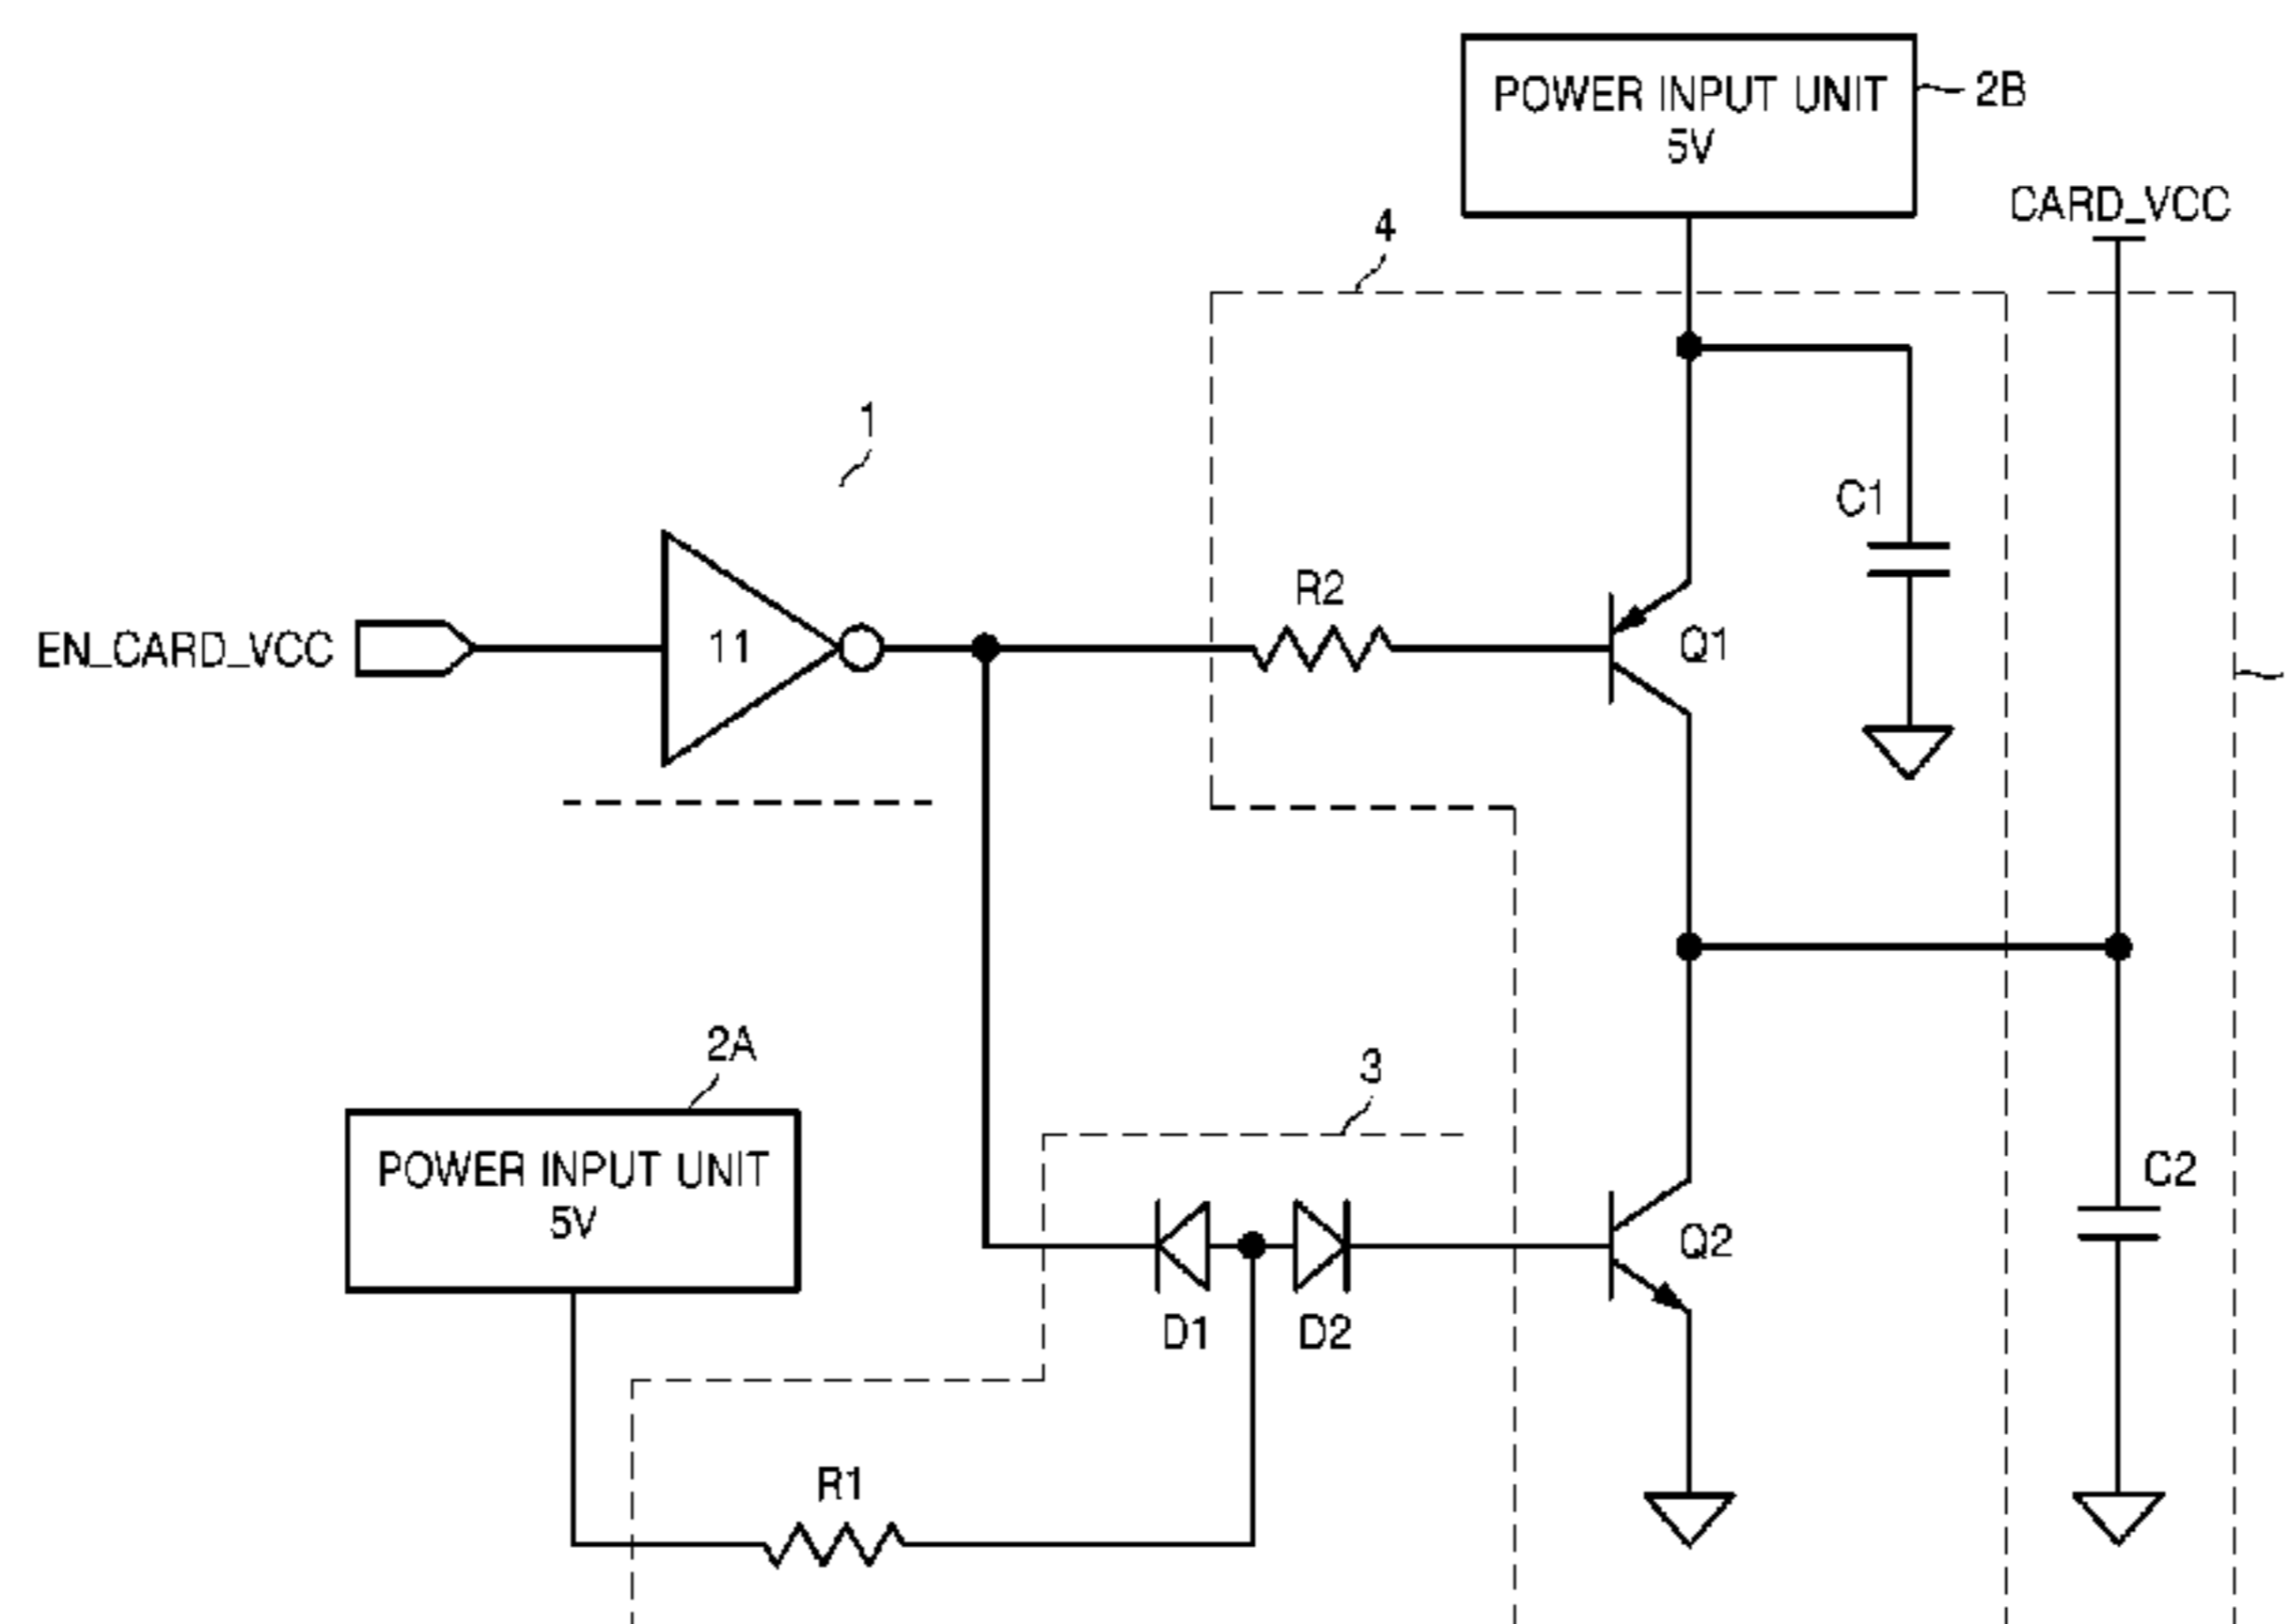 POWER INPUT UNIT
5V
2B
CARD_VCC
4
1
C1
R2
EN_CARD_VCC
11
Q1
2A
3
POWER INPUT UNIT
5V
C2
Q2
D1
D2
R1